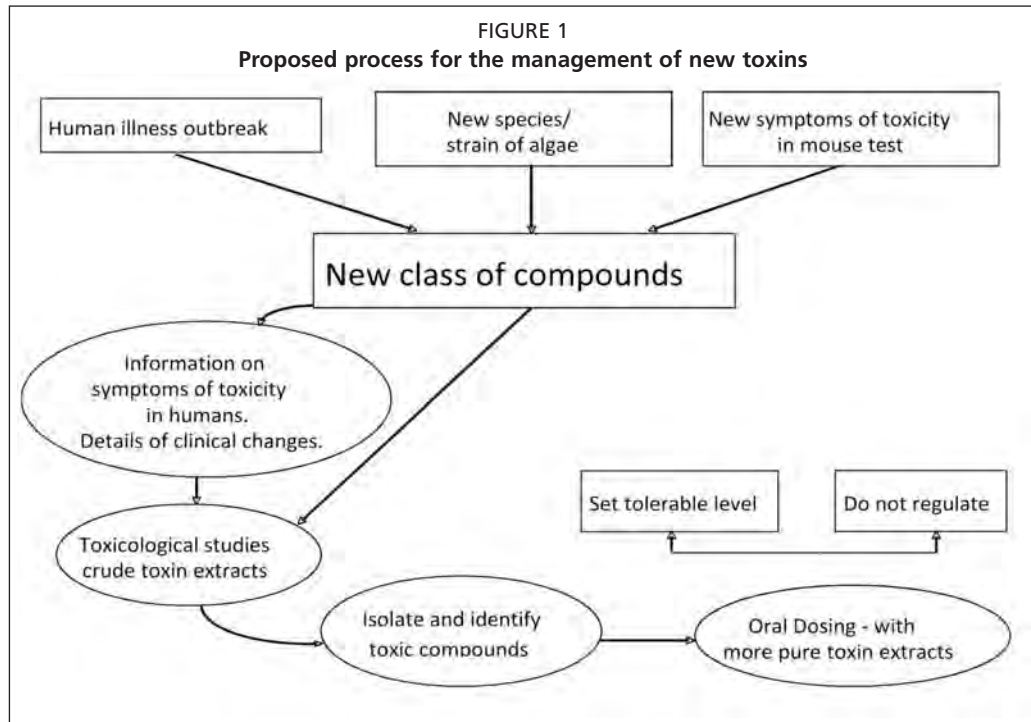 FIGURE 1
Proposed process for the management of new toxins
Human illness outbreak
New species/
strain of algae
New symptoms of toxicity
in mouse test
New class of compounds
Information on
symptoms of toxicity
in humans.
Details of clinical changes.
Set tolerable level
Do not regulate
Toxicological studies
crude toxin extracts
Isolate and identify
toxic compounds
Oral Dosing - with
more pure toxin extracts